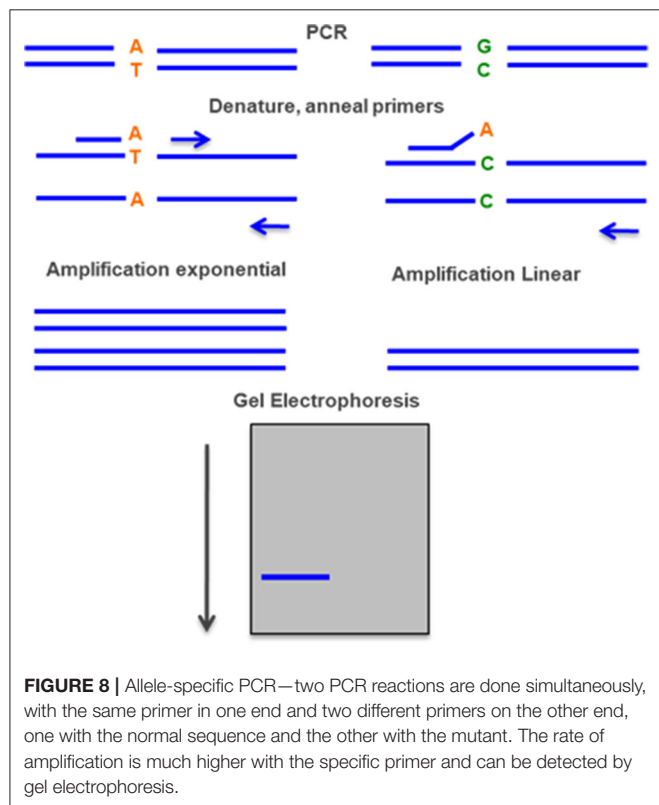 PCR
A G
T C
Denature, anneal primers
A A
T C
A C
Amplification exponential Amplification Linear
Gel Electrophoresis
FIGURE 8 | Allele-specific PCR—two PCR reactions are done simultaneously,
with the same primer in one end and two different primers on the other end,
one with the normal sequence and the other with the mutant. The rate of
amplification is much higher with the specific primer and can be detected by
gel electrophoresis.